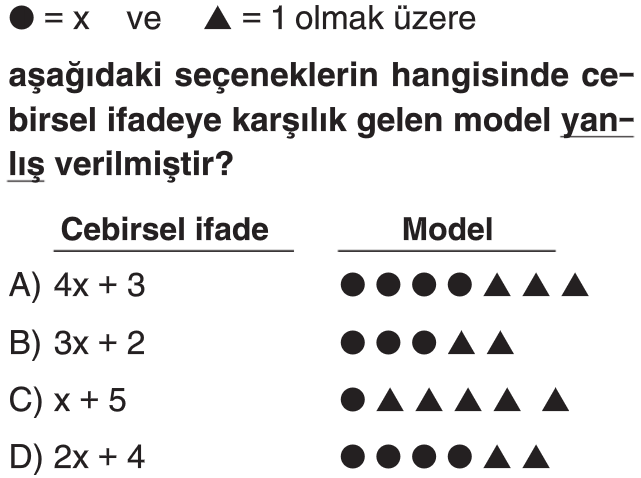 ● = x ve ▲ = 1 olmak üzere
aşağıdaki seçeneklerin hangisinde ce-
birsel ifadeye karşılık gelen model yan-
lış verilmiştir?
Cebirsel ifade Model
A) 4x + 3 ●●●●▲▲▲
B) 3x + 2 ●●●▲▲
C) x + 5 ●▲▲▲▲▲
D) 2x + 4 ●●●●▲▲